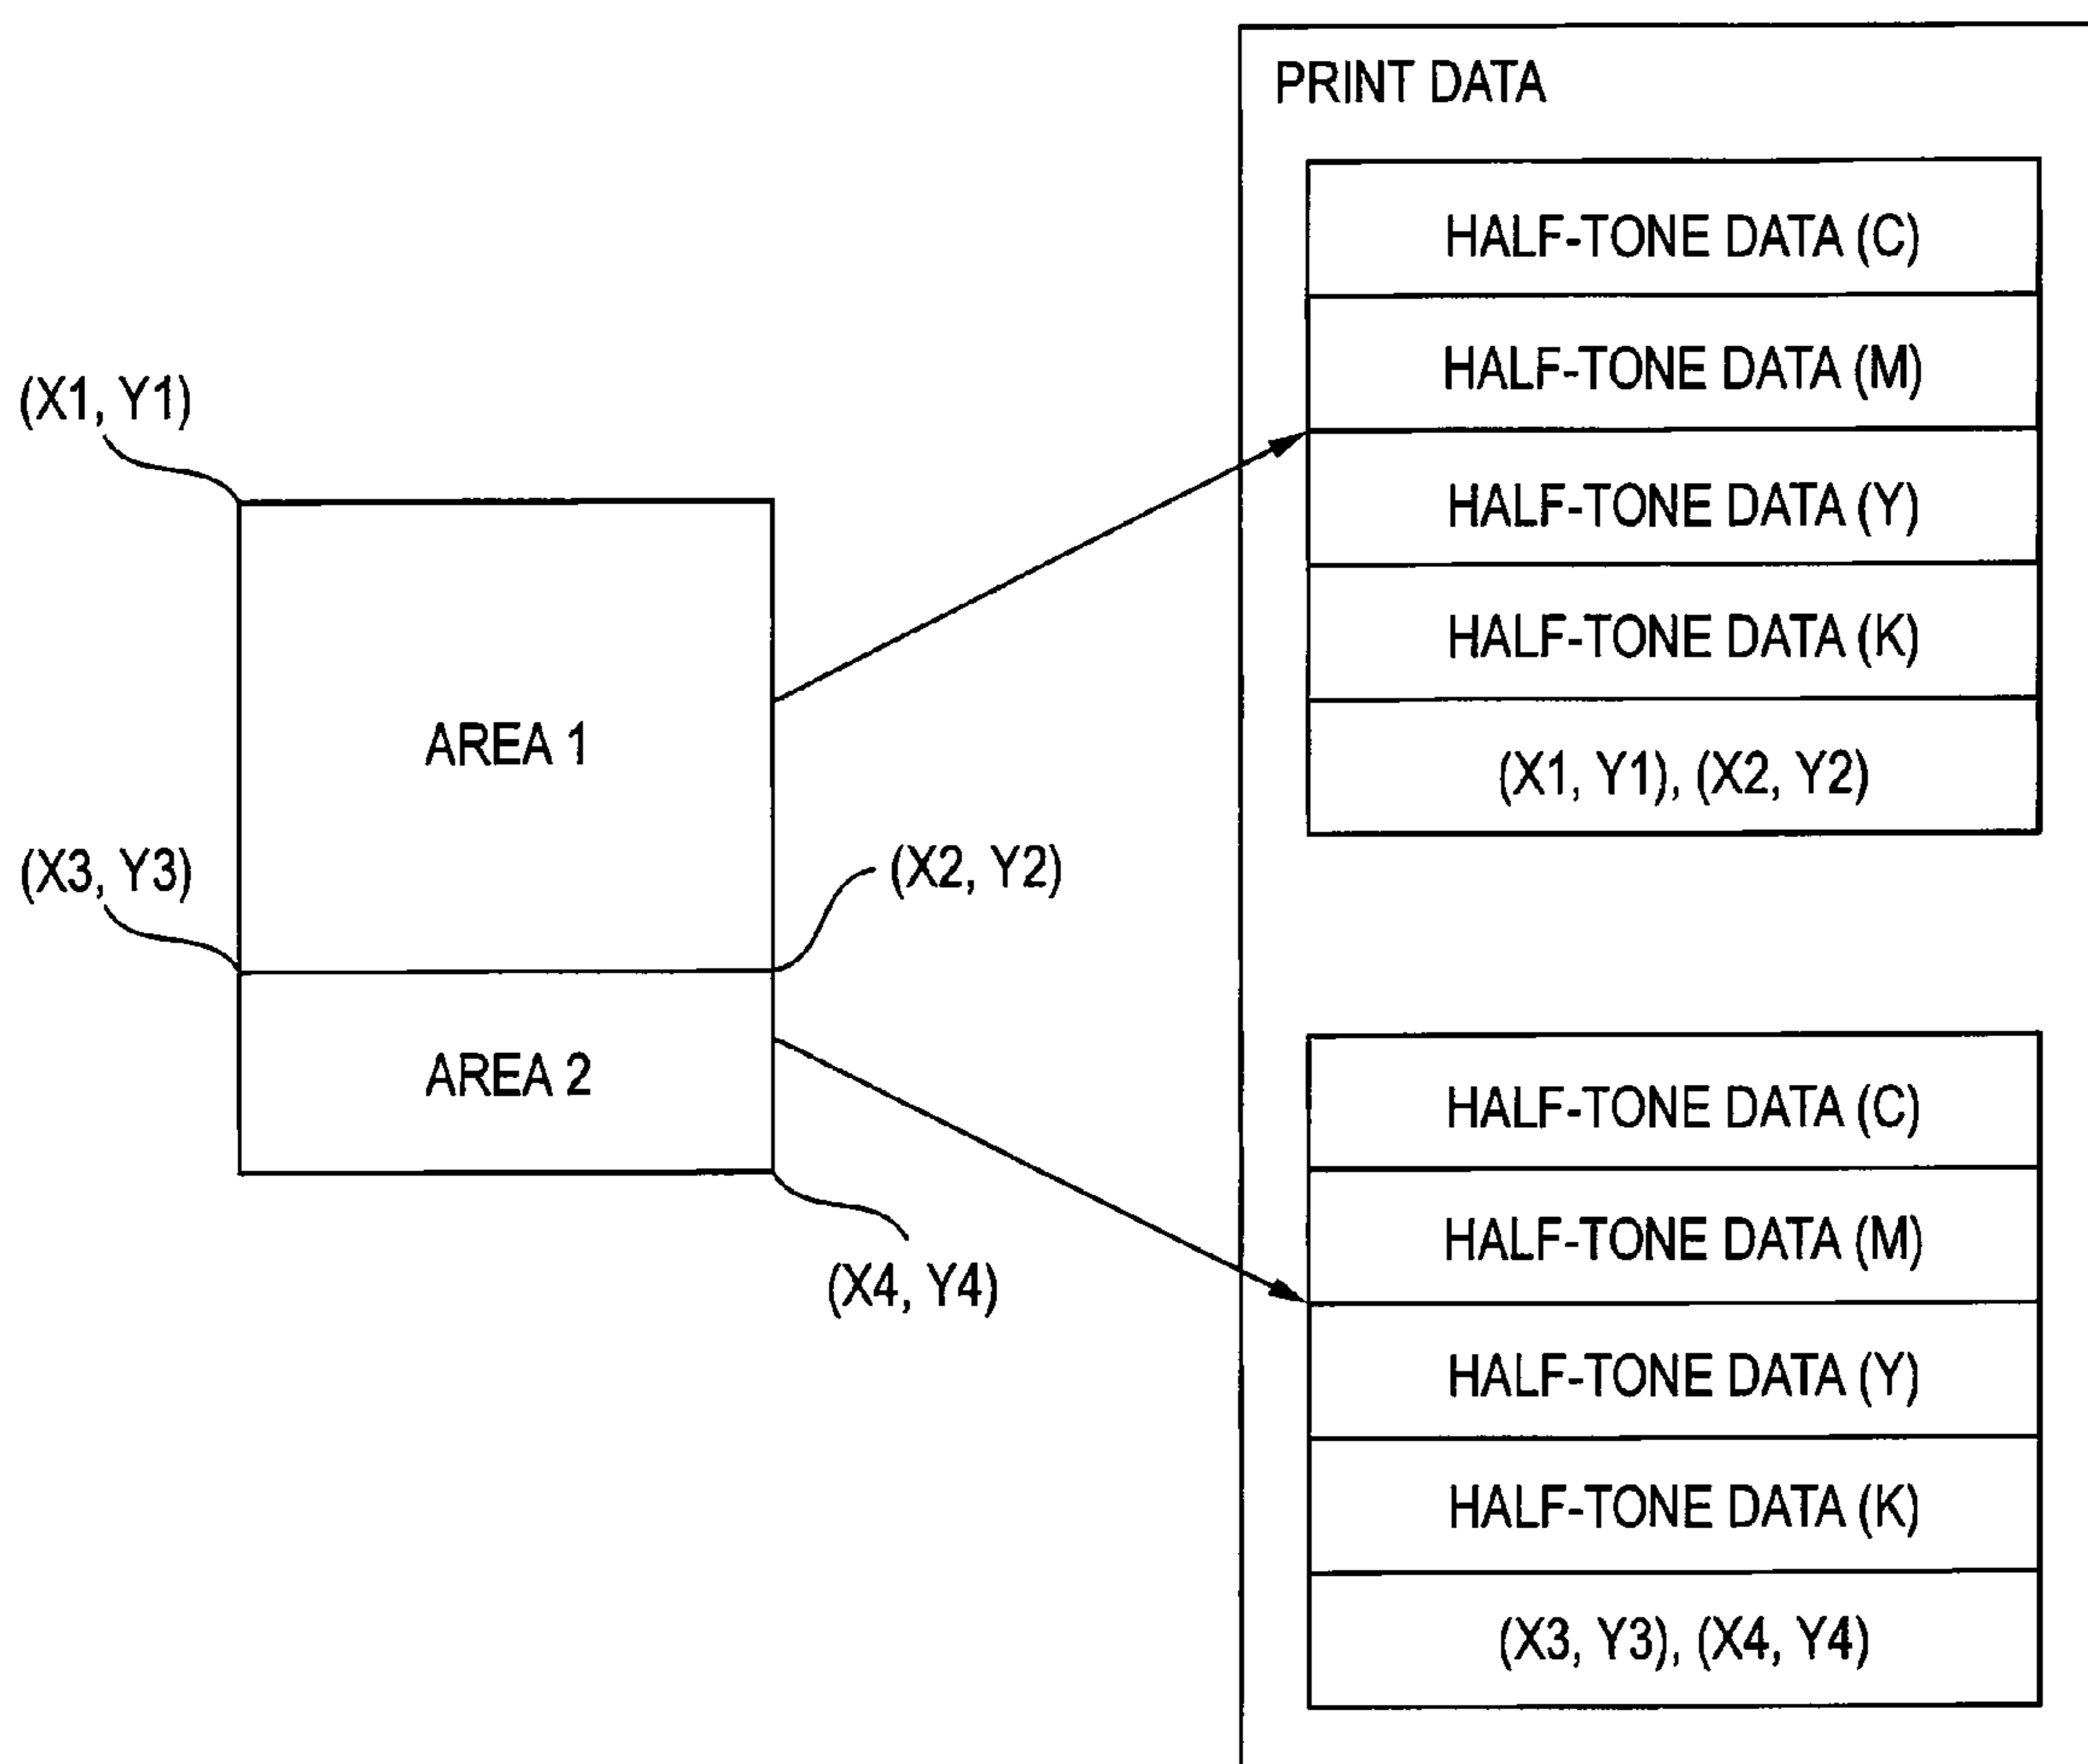 PRINT DATA
HALF-TONE DATA (C)
HALF-TONE DATA (M)
HALF-TONE DATA (Y)
HALF-TONE DATA (K)
(X1, Y1), (X2, Y2)
(X1, Y1)
AREA 1
(X3, Y3)
(X2, Y2)
AREA 2
(X4, Y4)
HALF-TONE DATA (C)
HALF-TONE DATA (M)
HALF-TONE DATA (Y)
HALF-TONE DATA (K)
(X3, Y3), (X4, Y4)